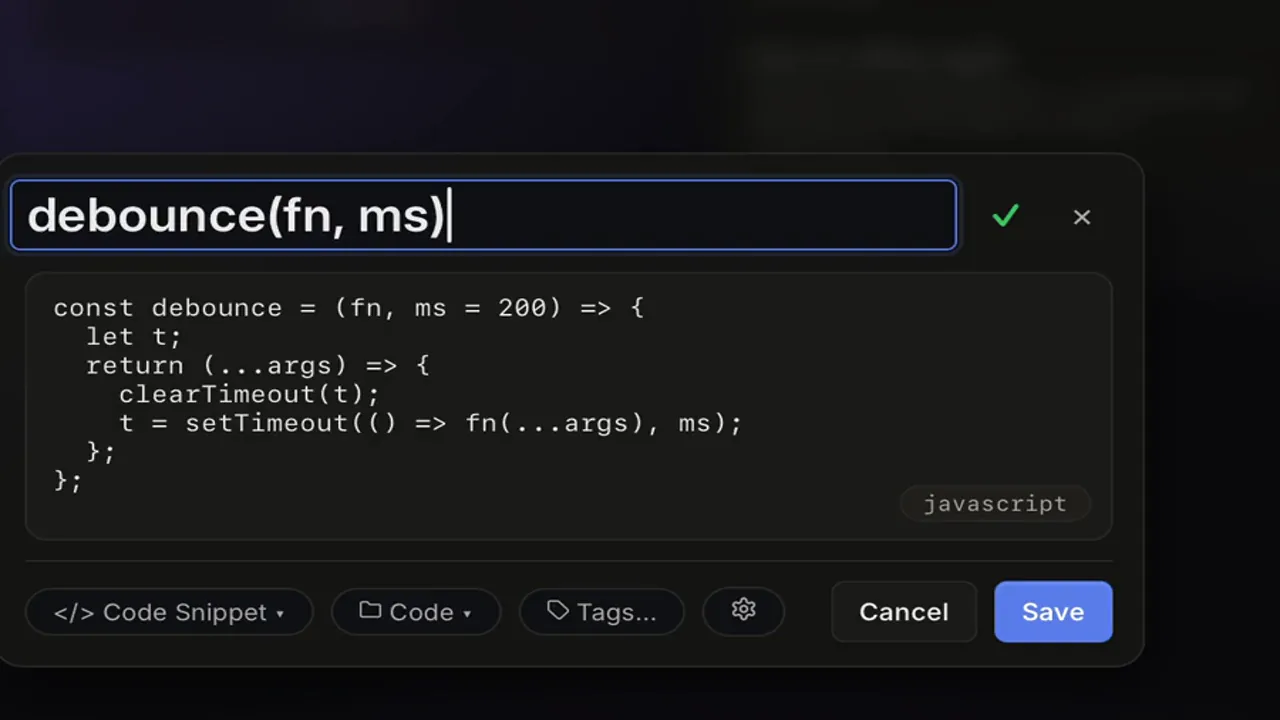 debounce(fn, ms)
const debounce = (fn, ms = 200) => {
  let t;
  return (...args) => {
    clearTimeout(t);
    t = setTimeout(() => fn(...args), ms);
  };
};
javascript
</> Code Snippet ▾ Code ▾ Tags... Cancel Save